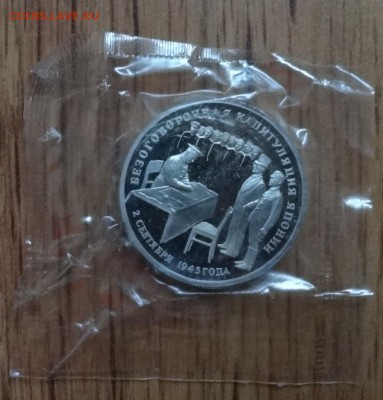 БЕЗОГОВОРОЧНАЯ КАПИТУЛЯЦИЯ ЯПОНИИ
2 СЕНТЯБРЯ 1945 ГОДА